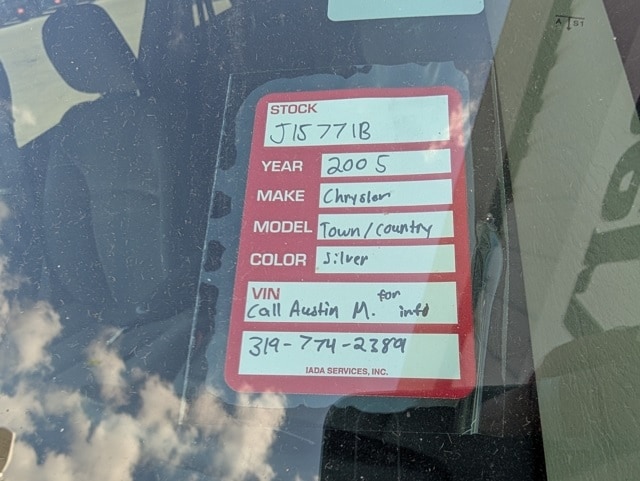 A S1
STOCK
J15771B
YEAR 2005
MAKE Chrysler
MODEL Town/Country
COLOR Silver
VIN
Call Austin M. for info
319-774-2389
IADA SERVICES, INC.